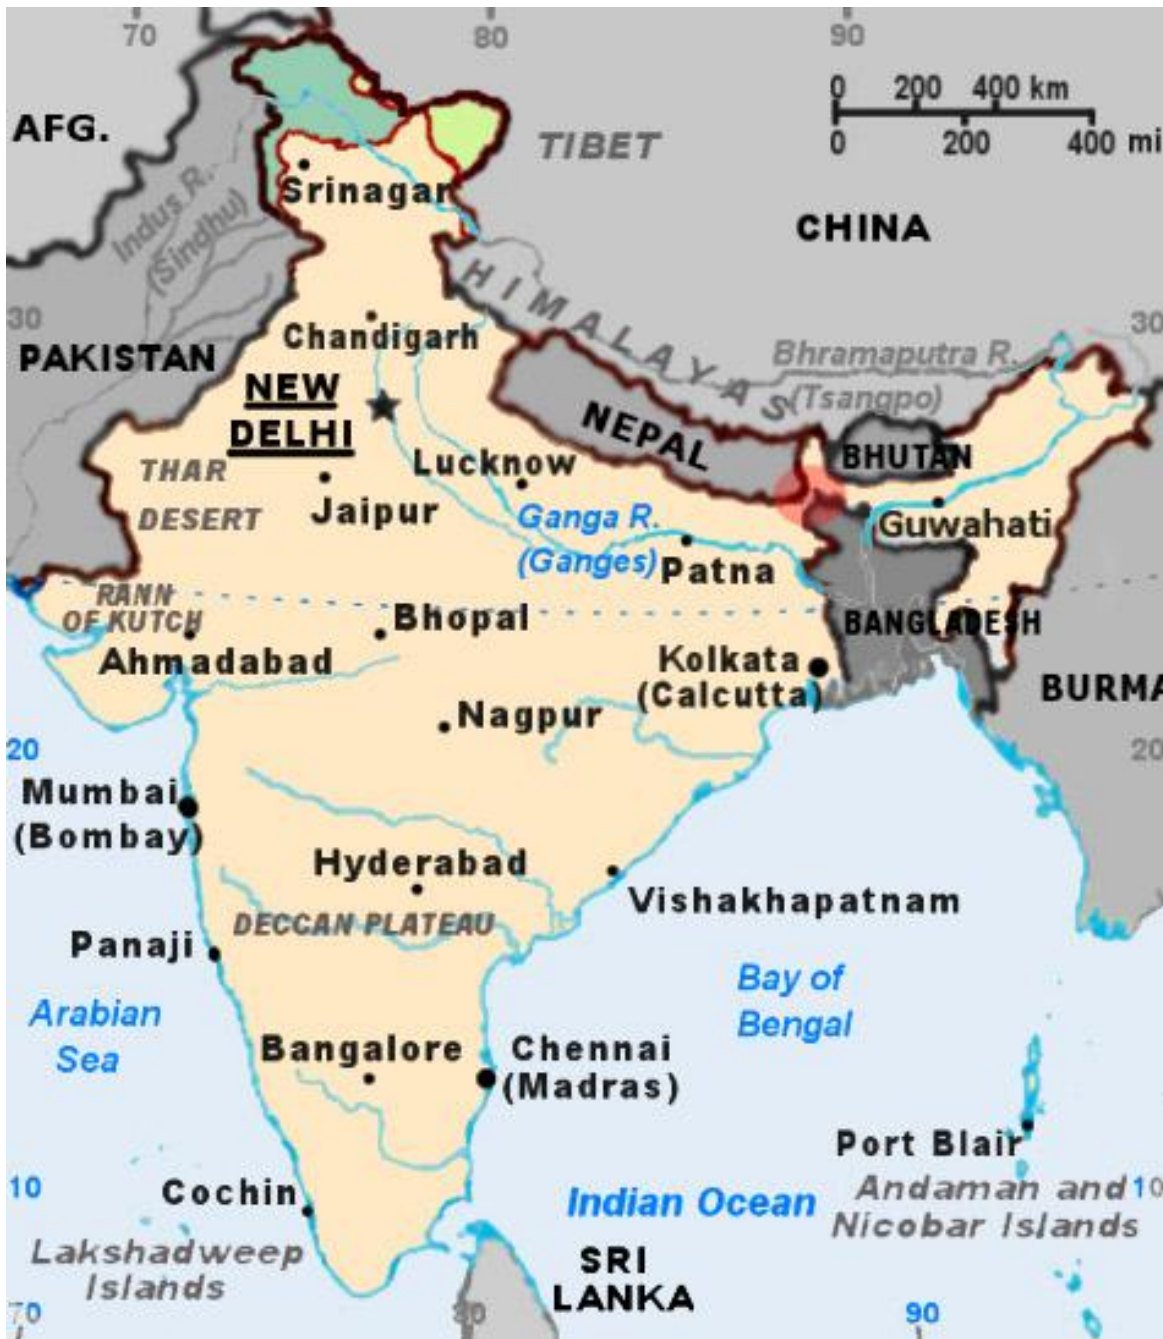 70
80
90
0 200 400 km
0 200 400 mi
AFG.
TIBET
CHINA
Srinagar
Indus R.
(Sindhu)
HIMALAYAS
30
30
Chandigarh
PAKISTAN
Bhramaputra R.
(Tsangpo)
NEW
DELHI
NEPAL
BHUTAN
THAR
DESERT
Lucknow
Jaipur
Ganga R.
(Ganges)
Guwahati
Patna
RANN
OF KUTCH
Bhopal
BANGLADESH
Ahmadabad
Kolkata
(Calcutta)
BURMA
Nagpur
20
20
Mumbai
(Bombay)
Hyderabad
Vishakhapatnam
DECCAN PLATEAU
Panaji
Arabian
Sea
Bay of
Bengal
Bangalore
Chennai
(Madras)
Port Blair
Andaman and
Nicobar Islands
10
10
Cochin
Indian Ocean
Lakshadweep
Islands
SRI
LANKA
70
80
90